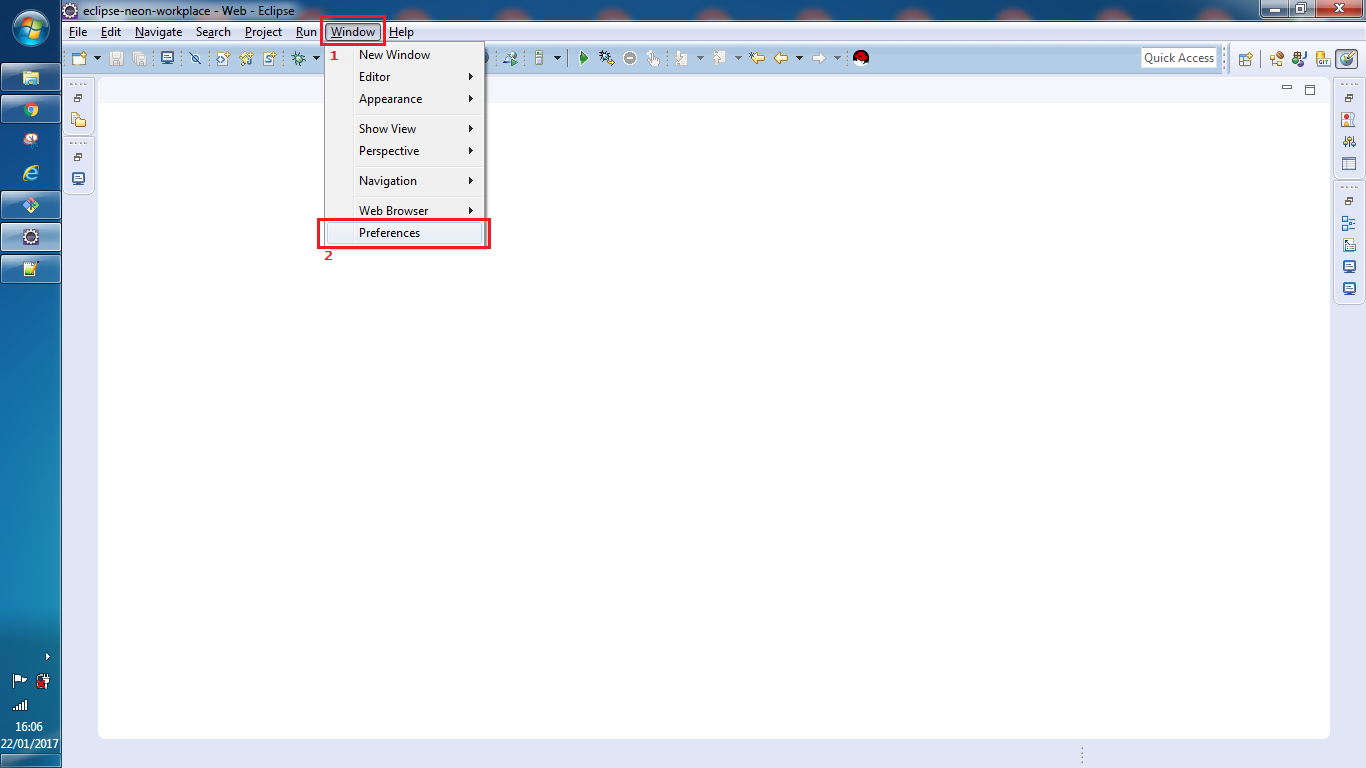 eclipse-neon-workplace - Web - Eclipse
File Edit Navigate Search Project Run Window Help
1
Quick Access
GIT
New Window
Editor
Appearance
Show View
Perspective
Navigation
Web Browser
Preferences
2
16:06
22/01/2017